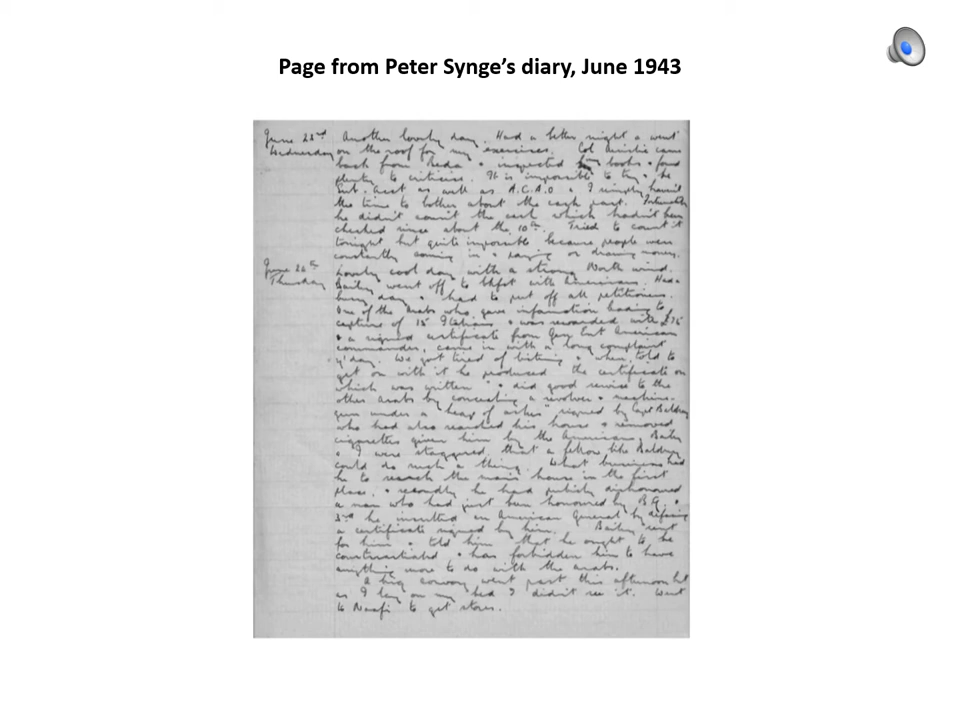 Page from Peter Synge's diary, June 1943
June 23rd Another lovely day. Had a better night & went
Wednesday on the roof for my exercises. Col Ainslie came
back from & inspected my books & found
plenty to criticise. It is impossible to try & be
as well as A.C.A.O & I simply haven't
the time to bother about the cash part. Fortunately
he didn't count the cash which hadn't been
checked since about the 10th. Tried to count it
tonight but quite impossible because people were
constantly coming in & paying or drawing money.
June 24th Lovely cool day with a strong North wind.
Thursday Bailey went off to bkfst with Americans. Had a
busy day & had to put off all petitioners.
One of the Arabs who gave information leading to
capture of 15 Italians & was rewarded with
& a signed certificate from American
commander, came in with a long complaint
We got tired of & when told to
get on with it he produced the certificate on
which was written " & did good service to the
other arabs by concealing a revolver & machine-
gun under a heap of ashes" signed by Capt Baldry
who had also searched his house & removed
cigarettes given him by the Americans. Bailey
& I were staggered that a fellow like Baldry
could do such a thing. What business had
he to search the man's house in the first
place, & secondly he had publicly dishonoured
a man who had just been honoured by &
3rd he insulted an American General by defacing
a certificate signed by him. Bailey sent
for him & told him that he ought to be
& has forbidden him to have
anything more to do with the arabs.
A big convoy went past this afternoon but
as I lay on my bed I didn't see it. Went
to Naafi to get stores.